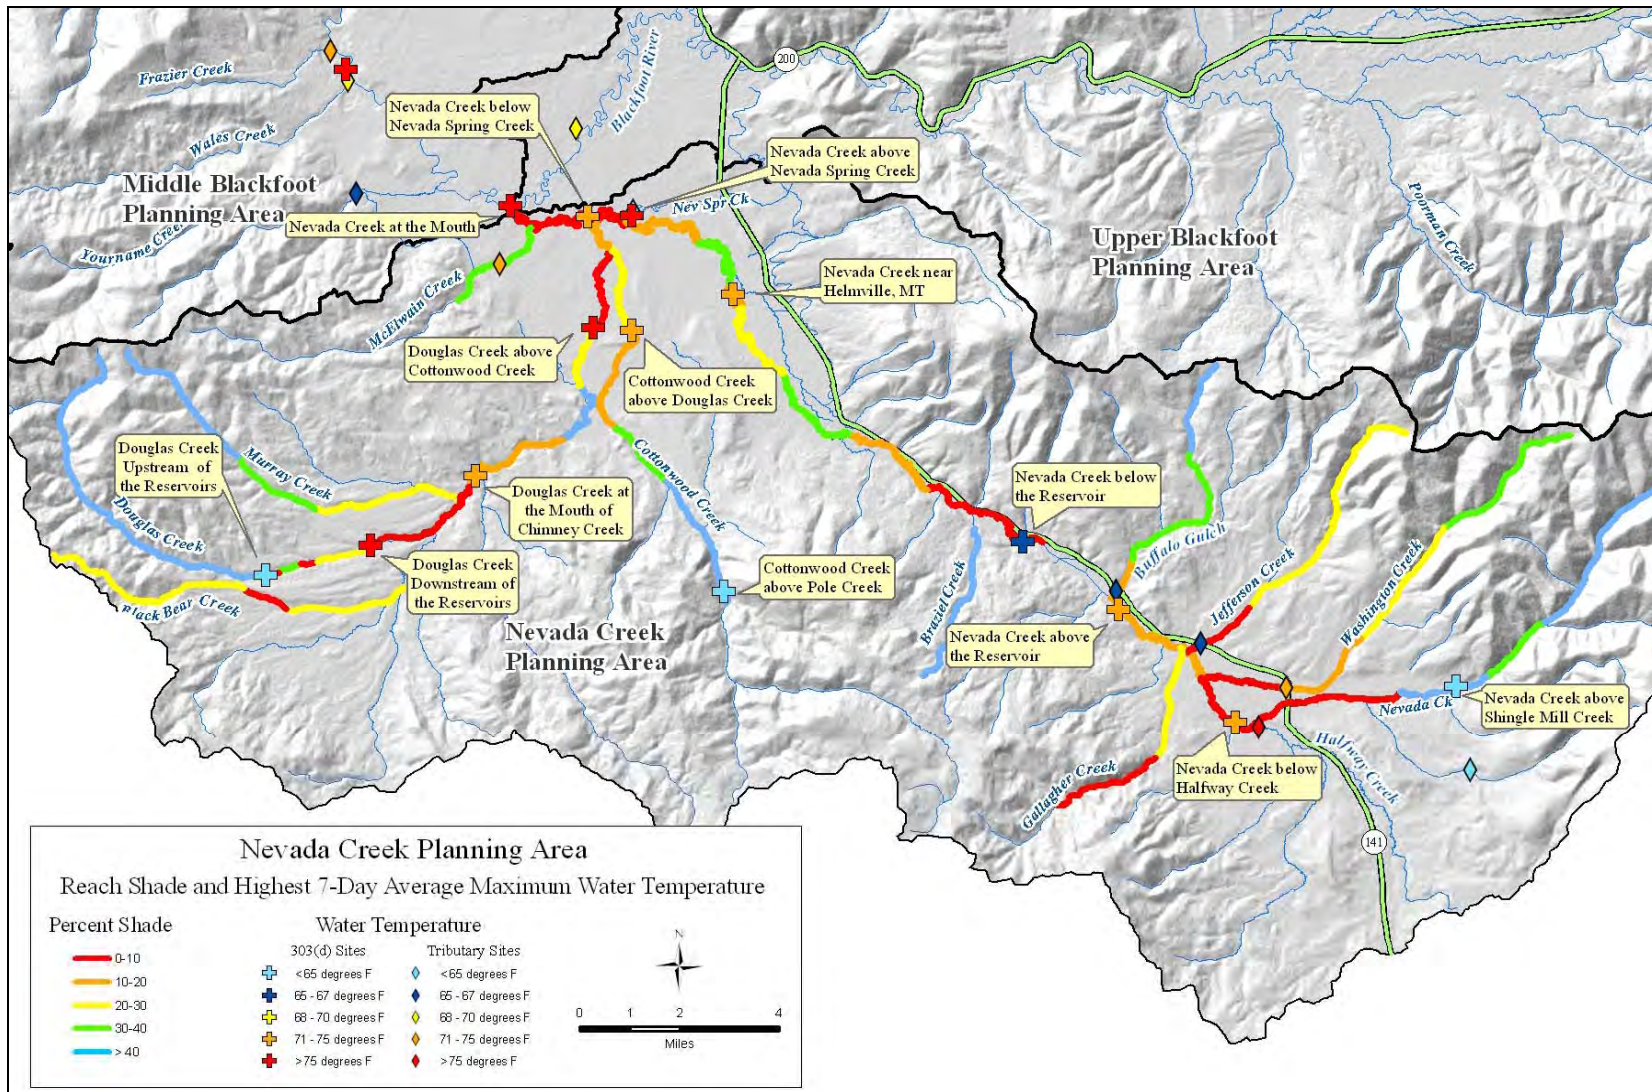 200
Frazier Creek
Wales Creek
Blackfoot River
Nevada Creek below
Nevada Spring Creek
Nevada Creek above
Nevada Spring Creek
Middle Blackfoot
Planning Area
Nev Spr Ck
Nevada Creek at the Mouth
Yourname Creek
Poorman Creek
Upper Blackfoot
Planning Area
McElwain Creek
Nevada Creek near
Helmville, MT
Douglas Creek above
Cottonwood Creek
Cottonwood Creek
above Douglas Creek
Douglas Creek
Upstream of
the Reservoirs
Murray Creek
Cottonwood Creek
Douglas Creek at
the Mouth of
Chimney Creek
Nevada Creek below
the Reservoir
Douglas Creek
Buffalo Gulch
Douglas Creek
Downstream of
the Reservoirs
Cottonwood Creek
above Pole Creek
Black Bear Creek
Braziel Creek
Jefferson Creek
Washington Creek
Nevada Creek
Planning Area
Nevada Creek above
the Reservoir
Nevada Ck
Nevada Creek above
Shingle Mill Creek
Gallagher Creek
Nevada Creek below
Halfway Creek
Halfway Creek
141
Nevada Creek Planning Area
Reach Shade and Highest 7-Day Average Maximum Water Temperature
Percent Shade
0-10
10-20
20-30
30-40
> 40
Water Temperature
303(d) Sites
<65 degrees F
65 - 67 degrees F
68 - 70 degrees F
71 - 75 degrees F
>75 degrees F
Tributary Sites
<65 degrees F
65 - 67 degrees F
68 - 70 degrees F
71 - 75 degrees F
>75 degrees F
N
0 1 2 4
Miles